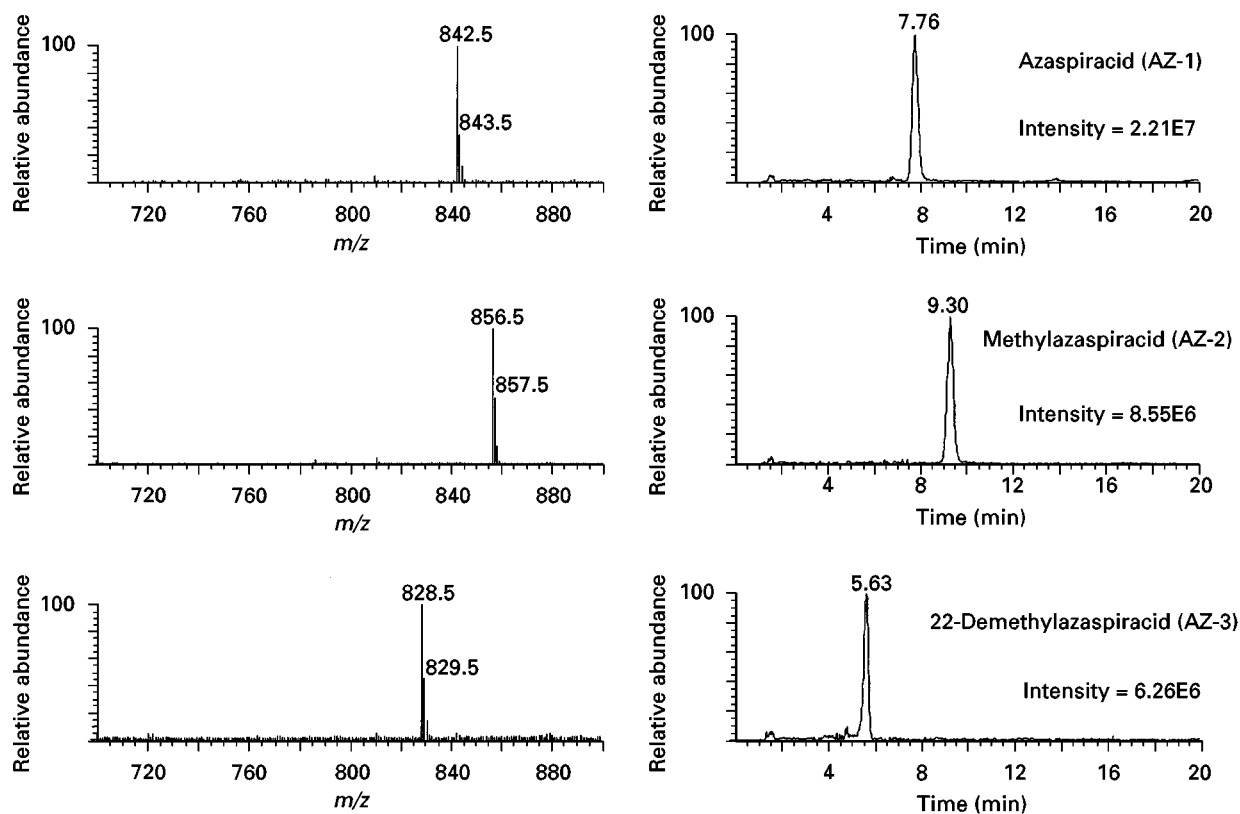 Relative abundance
100
842.5
843.5
720 760 800 840 880
m/z
Relative abundance
100
7.76
Azaspiracid (AZ-1)
Intensity = 2.21E7
4 8 12 16 20
Time (min)
Relative abundance
100
856.5
857.5
720 760 800 840 880
m/z
Relative abundance
100
9.30
Methylazaspiracid (AZ-2)
Intensity = 8.55E6
4 8 12 16 20
Time (min)
Relative abundance
100
828.5
829.5
720 760 800 840 880
m/z
Relative abundance
100
5.63
22-Demethylazaspiracid (AZ-3)
Intensity = 6.26E6
4 8 12 16 20
Time (min)